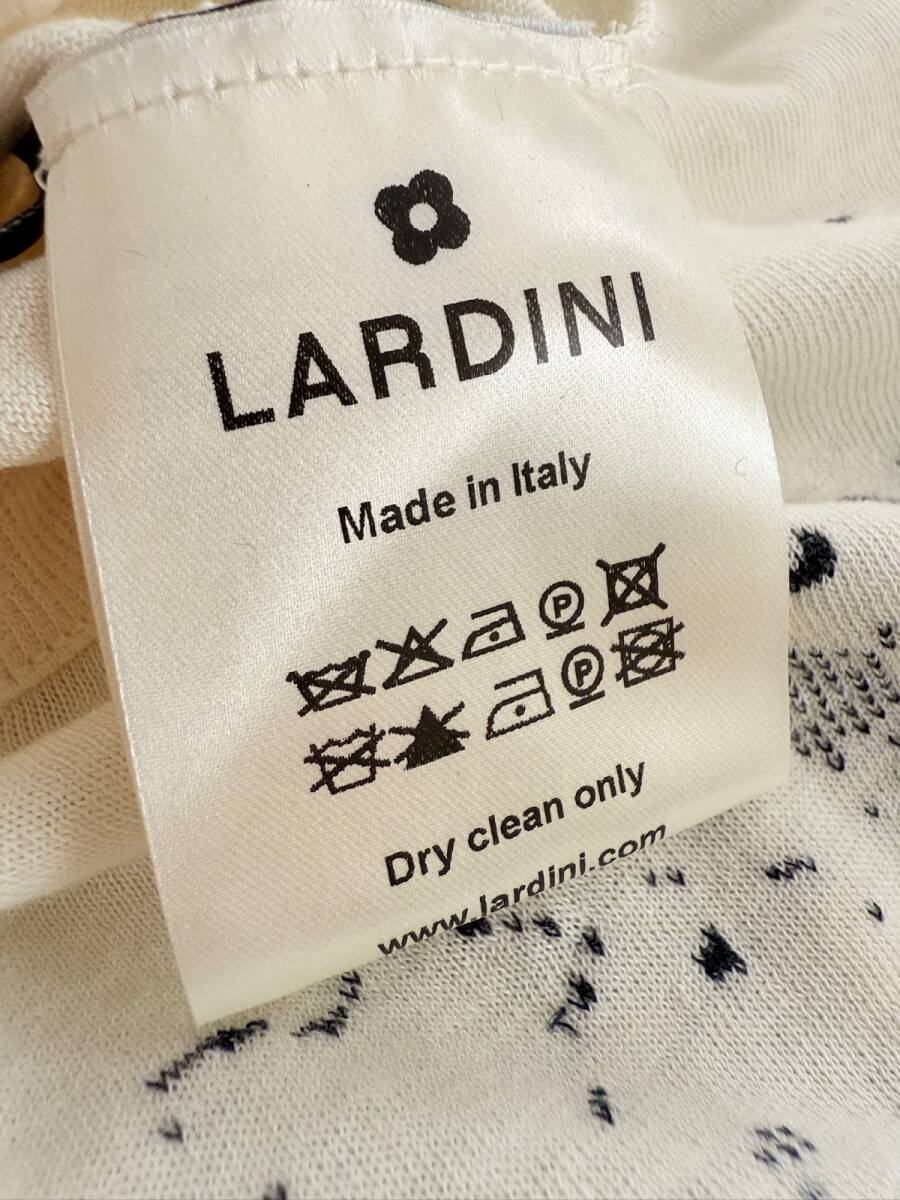 LARDINI
Made in Italy
P
P
Dry clean only
www.lardini.com